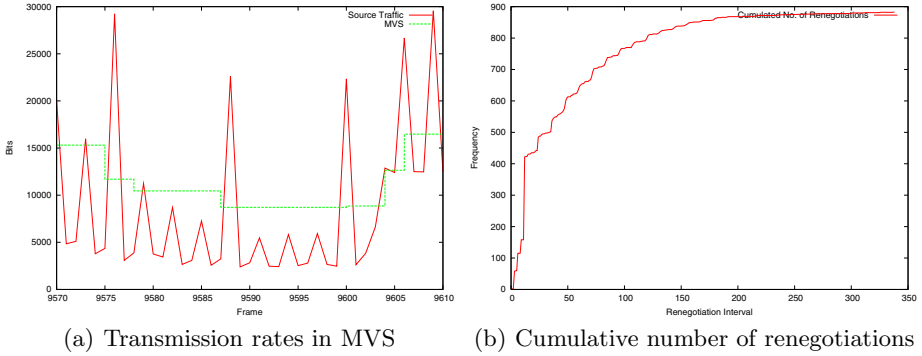 Source Traffic
MVS
30000
25000
20000
15000
10000
5000
0
Bits
9570 9575 9580 9585 9590 9595 9600 9605 9610
Frame
(a) Transmission rates in MVS
Cumulated No. of Renegotiations
900
800
700
600
500
400
300
200
100
0
Frequency
0 50 100 150 200 250 300 350
Renegotiation Interval
(b) Cumulative number of renegotiations